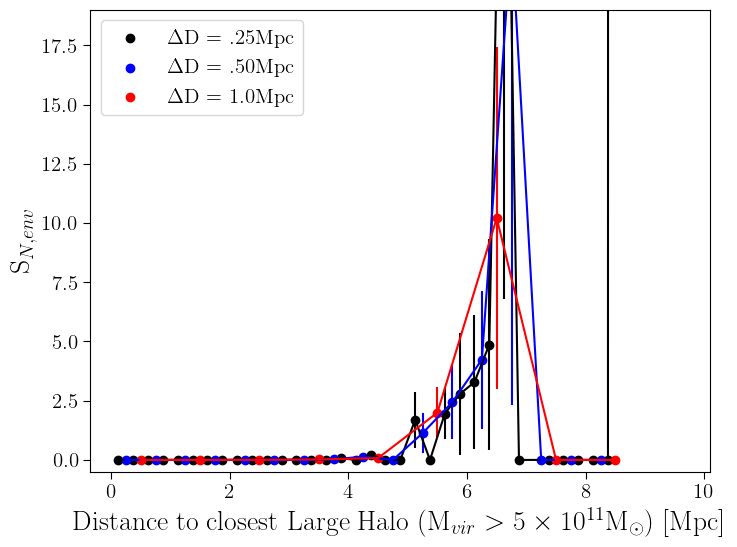 ΔD = .25Mpc
ΔD = .50Mpc
ΔD = 1.0Mpc
17.5
15.0
12.5
10.0
7.5
5.0
2.5
0.0
S_{N,env}
0 2 4 6 8 10
Distance to closest Large Halo (M_{vir} > 5 × 10^{11}M_⊙) [Mpc]